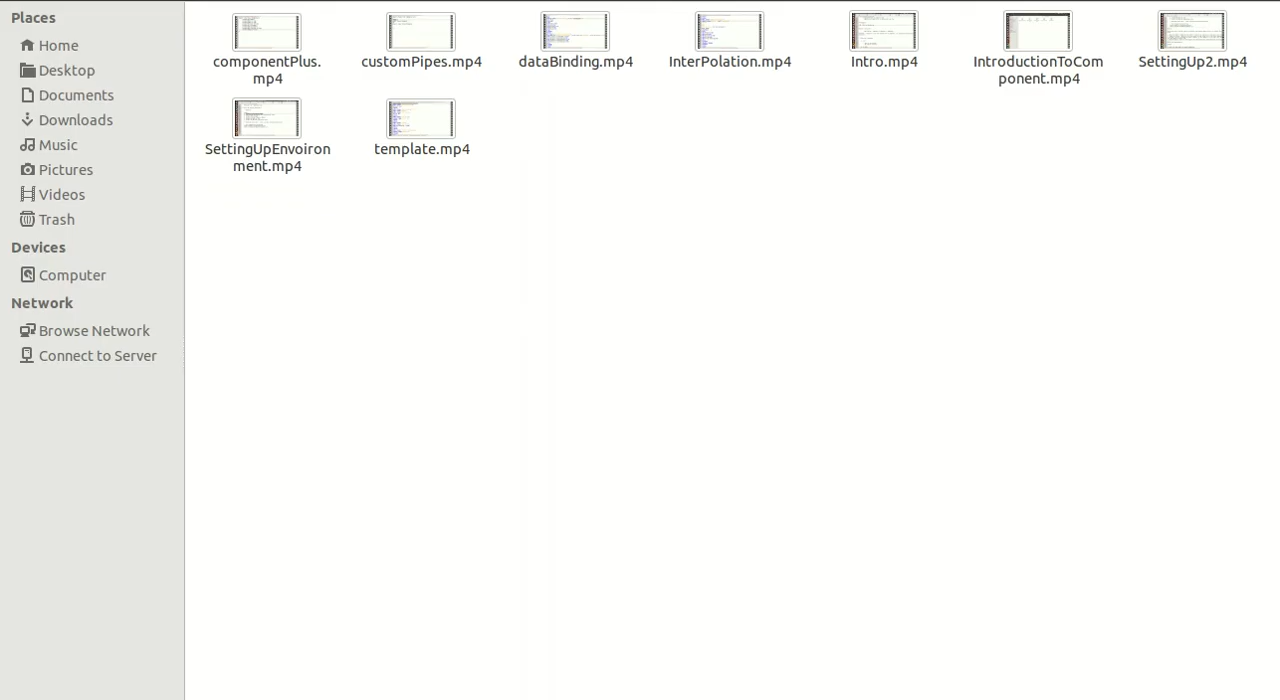 Places
Home
Desktop
Documents
Downloads
Music
Pictures
Videos
Trash
Devices
Computer
Network
Browse Network
Connect to Server
componentPlus.
mp4
customPipes.mp4
dataBinding.mp4
InterPolation.mp4
Intro.mp4
IntroductionToCom
ponent.mp4
SettingUp2.mp4
SettingUpEnvoiron
ment.mp4
template.mp4